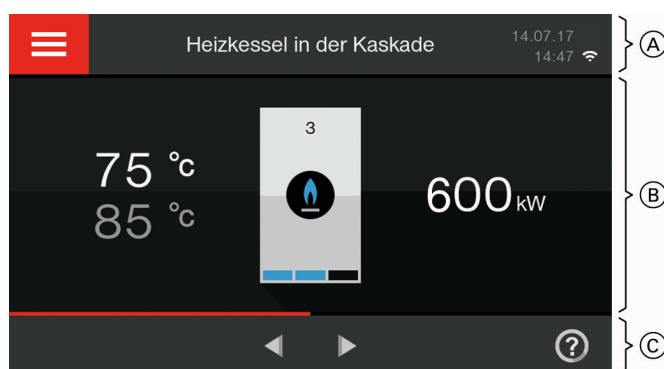 Heizkessel in der Kaskade
14.07.17
14:47
A
3
75 °C
85 °C
600 kW
B
?
C